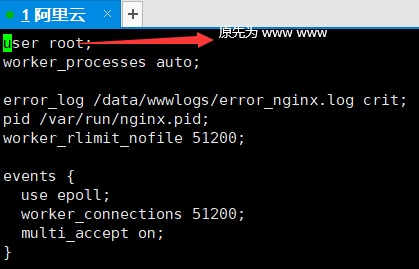 1 阿里云
user root;
原先为 www www
worker_processes auto;
error_log /data/wwwlogs/error_nginx.log crit;
pid /var/run/nginx.pid;
worker_rlimit_nofile 51200;
events {
use epoll;
worker_connections 51200;
multi_accept on;
}